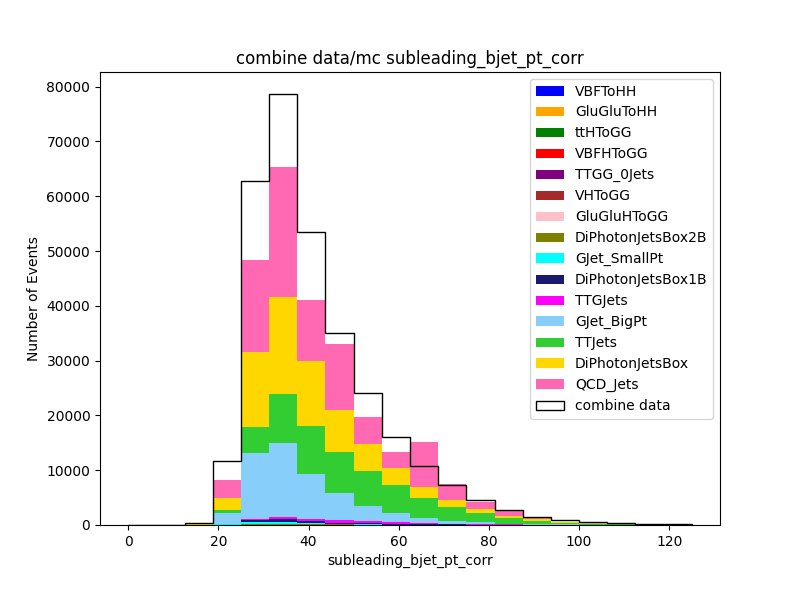 combine data/mc subleading_bjet_pt_corr
80000
70000
60000
50000
40000
30000
20000
10000
0
Number of Events
VBFToHH
GluGluToHH
ttHToGG
VBFHToGG
TTGG_0Jets
VHToGG
GluGluHToGG
DiPhotonJetsBox2B
GJet_SmallPt
DiPhotonJetsBox1B
TTGJets
GJet_BigPt
TTJets
DiPhotonJetsBox
QCD_Jets
combine data
0 20 40 60 80 100 120
subleading_bjet_pt_corr